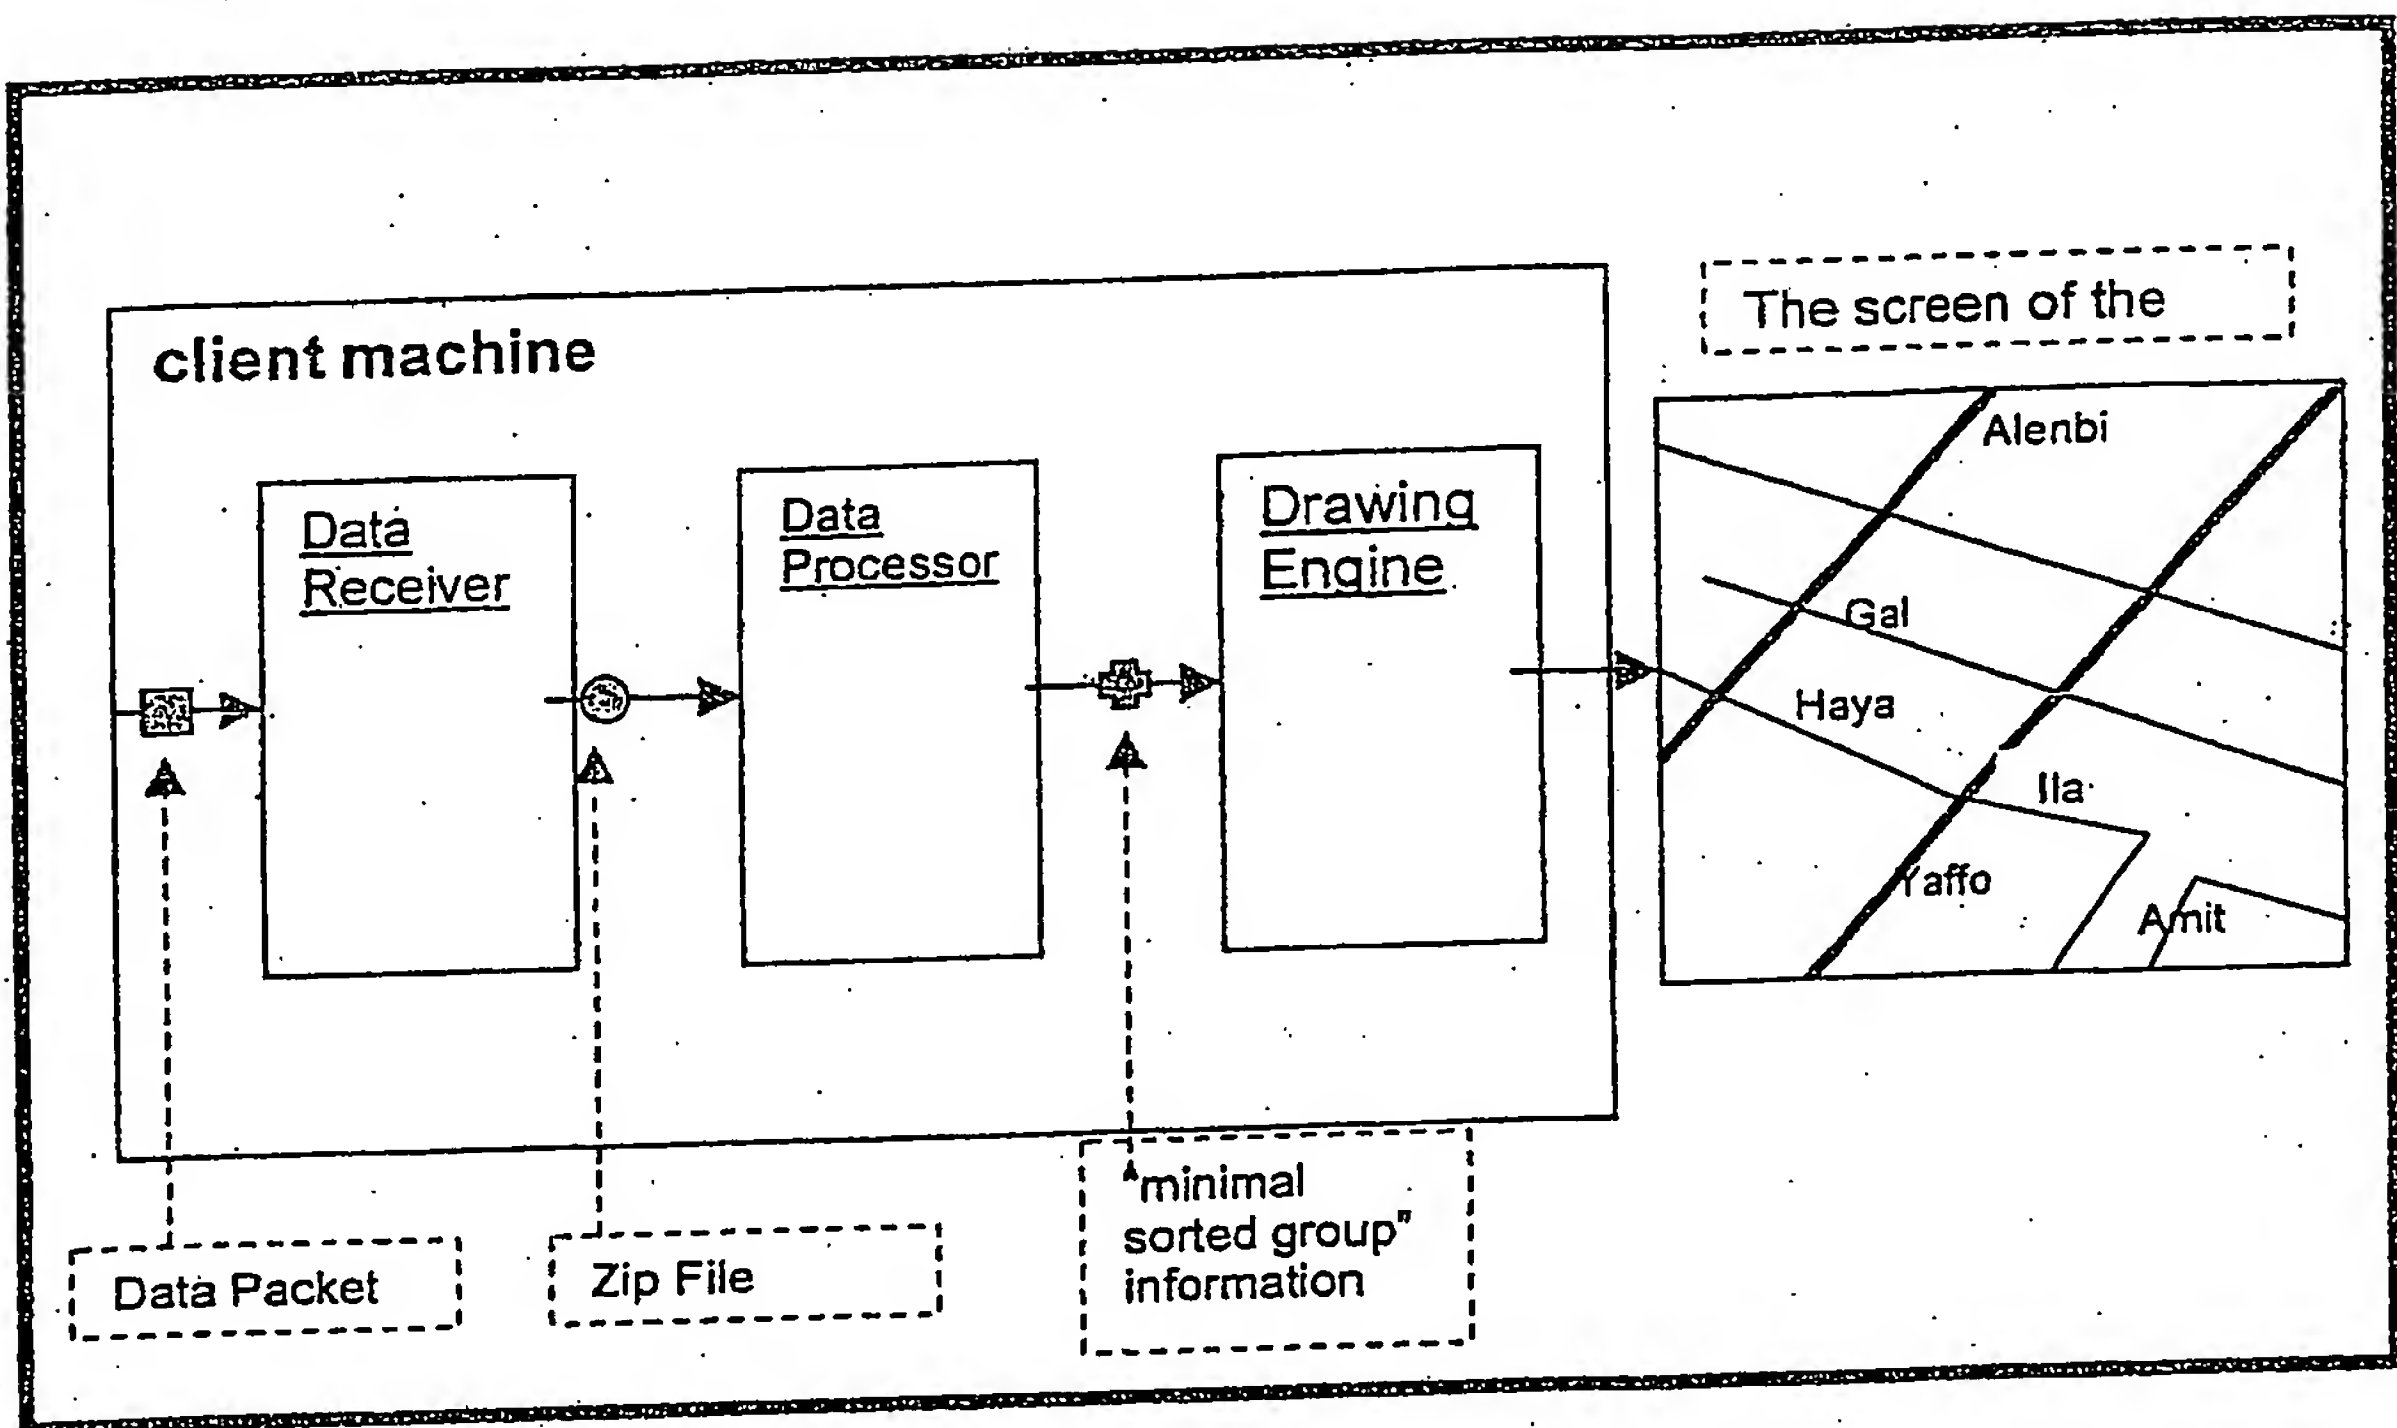 The screen of the
client machine
Alenbi
Data
Receiver
Data
Processor
Drawing
Engine
Gal
Haya
Ila
Yaffo
Amit
"minimal
sorted group"
information
Data Packet
Zip File